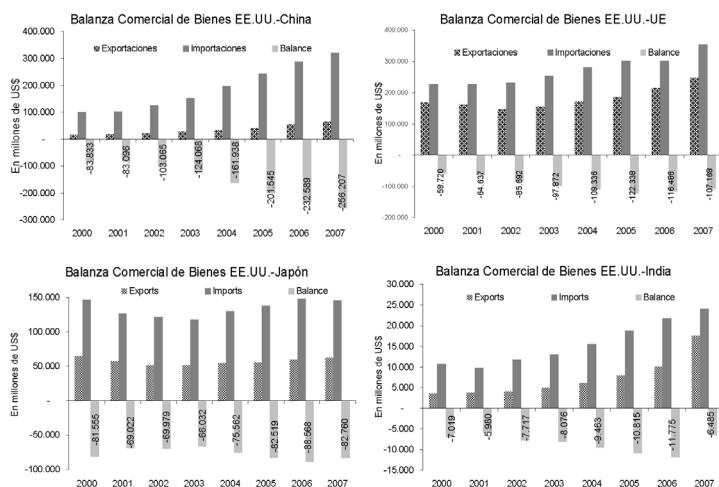 Balanza Comercial de Bienes EE.UU.-China
En millones de US$
400.000
300.000
200.000
100.000
-
-100.000
-200.000
-300.000
Exportaciones Importaciones Balance
-83.833 -83.096 -103.065 -124.068 -161.938 -201.545 -232.589 -256.207
2000 2001 2002 2003 2004 2005 2006 2007
Balanza Comercial de Bienes EE.UU.-UE
En millones de US$
400.000
300.000
200.000
100.000
-
-100.000
-200.000
Exportaciones Importaciones Balance
-64.637 -85.692 -97.872 -109.336 -122.338 -116.486 -107.169
2000 2001 2002 2003 2004 2005 2006 2007
Balanza Comercial de Bienes EE.UU.-Japón
En millones de US$
150.000
100.000
50.000
-
-50.000
-100.000
Exports Imports Balance
-81.555 -69.022 -69.979 -66.032 -75.562 -82.519 -88.568 -82.760
2000 2001 2002 2003 2004 2005 2006 2007
Balanza Comercial de Bienes EE.UU.-India
En millones de US$
30.000
25.000
20.000
15.000
10.000
5.000
-
-5.000
-10.000
-15.000
Exports Imports Balance
-7.019 -5.980 -7.717 -8.076 -9.463 -10.815 -11.775 -6.485
2000 2001 2002 2003 2004 2005 2006 2007